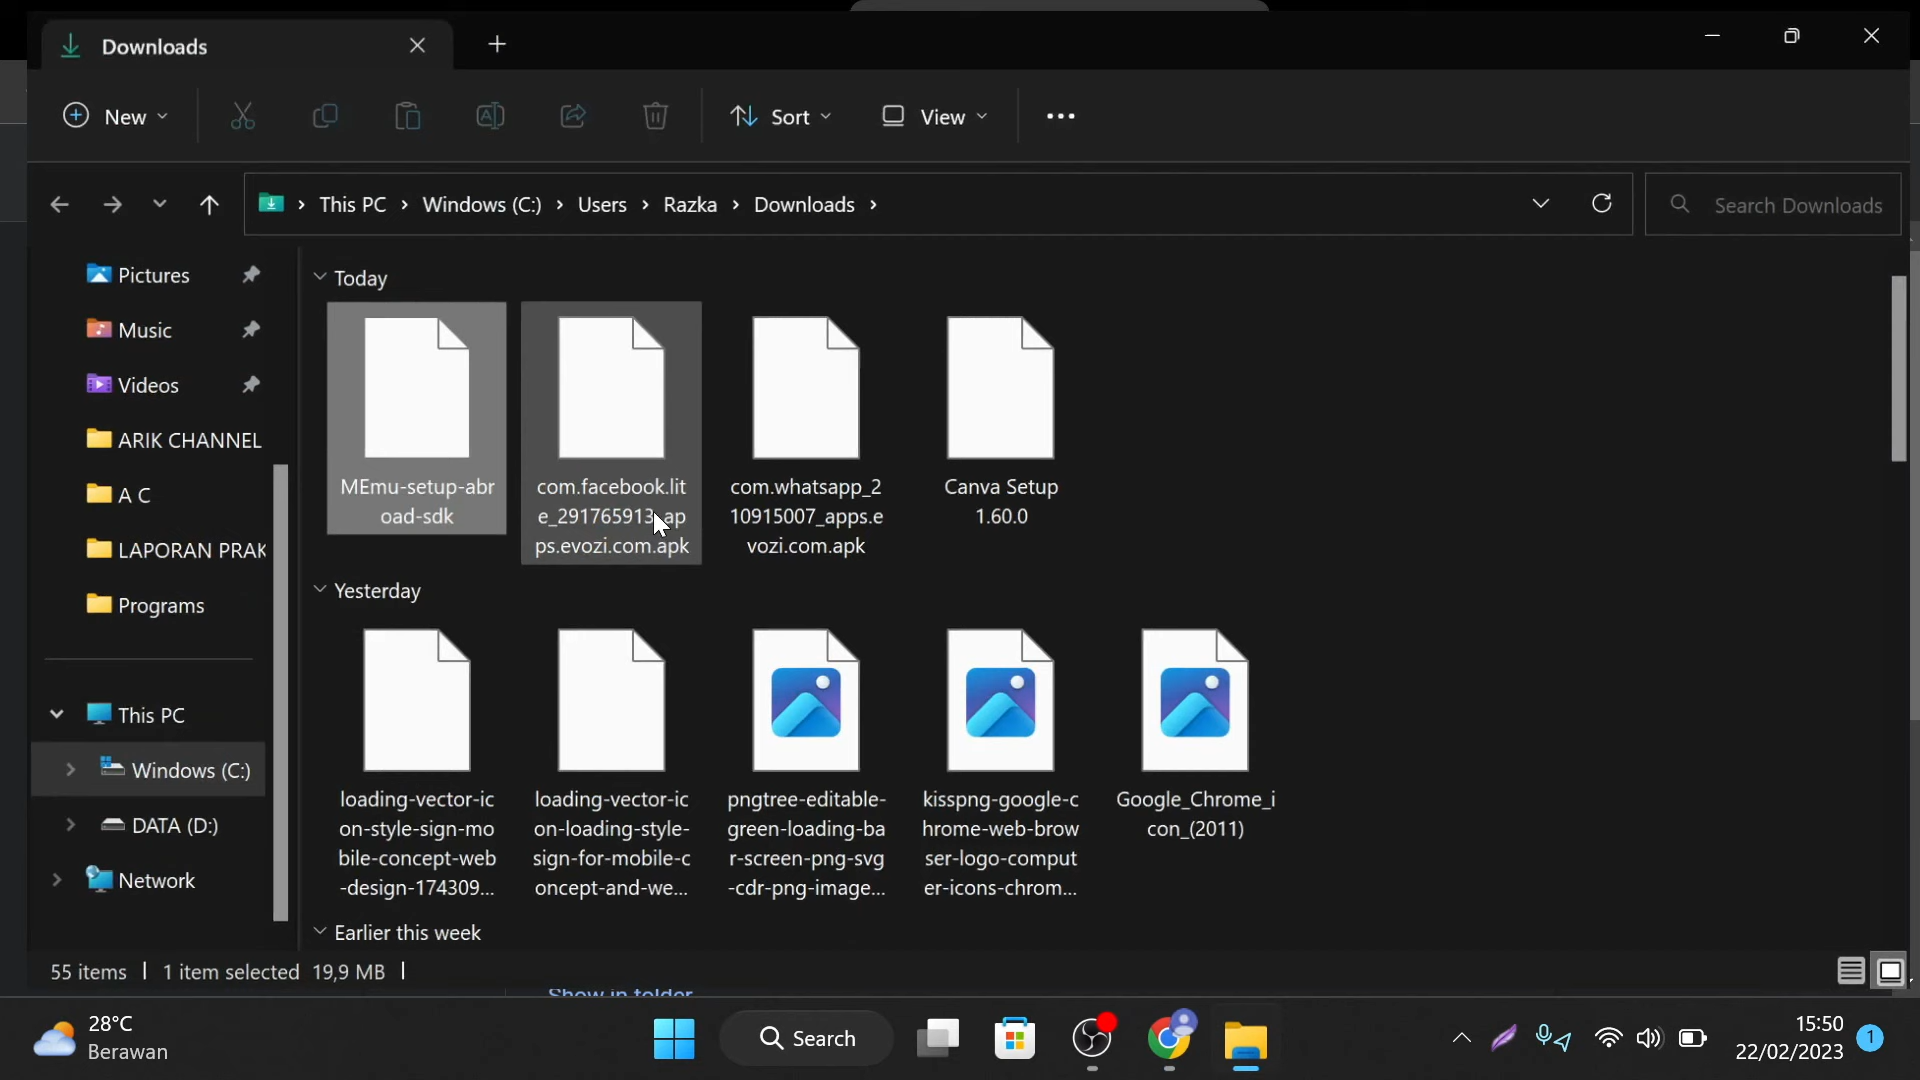 Downloads
New
Sort
View
This PC
Windows (C:)
Users
Razka
Downloads
Search Downloads
Pictures
Music
Videos
ARIK CHANNEL
A C
LAPORAN PRAK
Programs
This PC
Windows (C:)
DATA (D:)
Network
Today
MEmu-setup-abr
oad-sdk
com.facebook.lit
e_291765913_ap
ps.evozi.com.apk
com.whatsapp_2
10915007_apps.e
vozi.com.apk
Canva Setup
1.60.0
Yesterday
loading-vector-ic
on-style-sign-mo
bile-concept-web
-design-174309...
loading-vector-ic
on-loading-style-
sign-for-mobile-c
oncept-and-we...
pngtree-editable-
green-loading-ba
r-screen-png-svg
-cdr-png-image...
kisspng-google-c
hrome-web-brow
ser-logo-comput
er-icons-chrom...
Google_Chrome_i
con_(2011)
Earlier this week
55 items
1 item selected 19,9 MB
Show in folder
28°C
Berawan
Search
15:50
22/02/2023
1